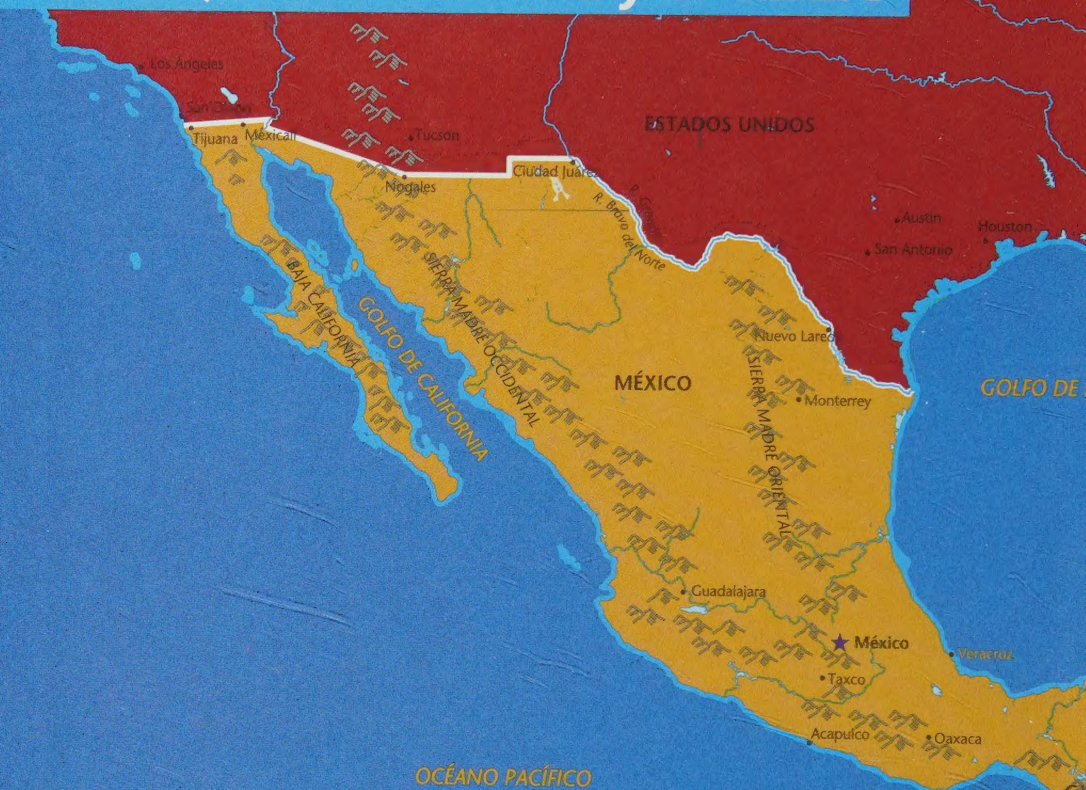 Los Ángeles
San Diego
Tijuana
Mexicali
Tucson
Nogales
Ciudad Juárez
ESTADOS UNIDOS
R. Bravo del Norte
Austin
San Antonio
Houston
BAJA CALIFORNIA
GOLFO DE CALIFORNIA
SIERRA MADRE OCCIDENTAL
MÉXICO
Nuevo Laredo
SIERRA MADRE ORIENTAL
Monterrey
GOLFO DE
Guadalajara
México
Veracruz
Taxco
Acapulco
Oaxaca
OCÉANO PACÍFICO